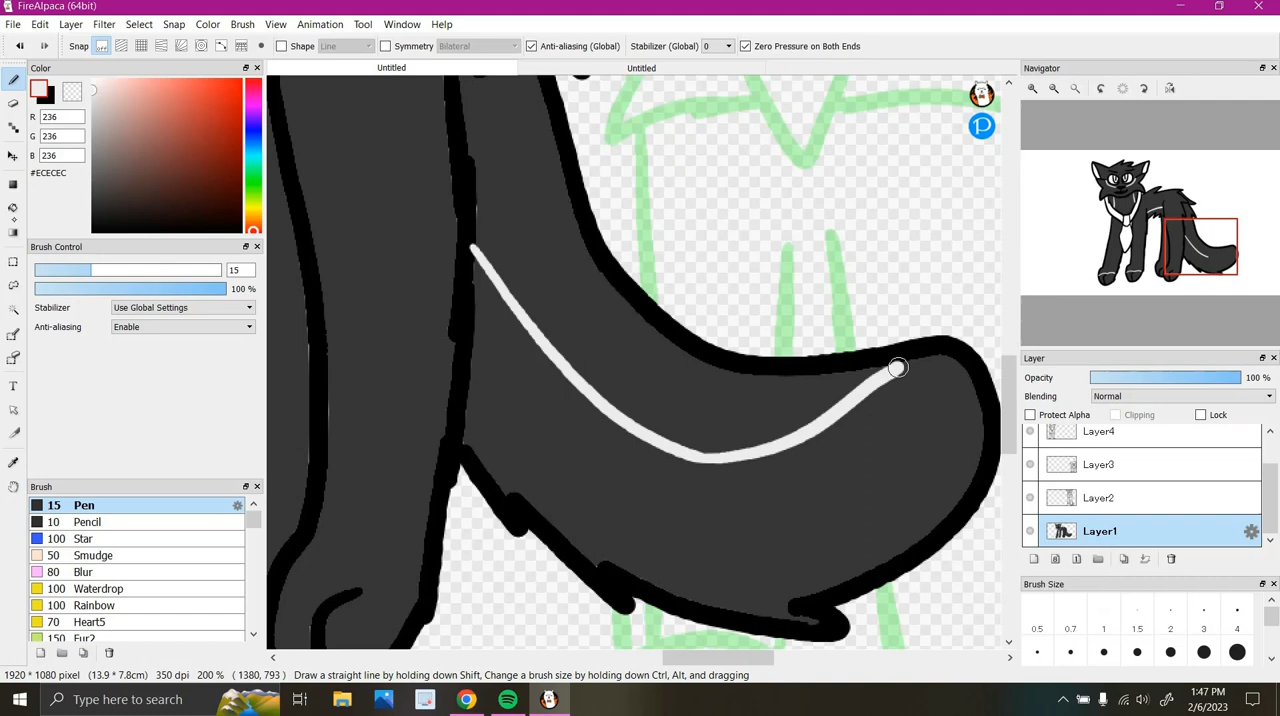 FireAlpaca (64bit)
File Edit Layer Filter Select Snap Color Brush View Animation Tool Window Help
Snap Shape Line Symmetry Bilateral Anti-aliasing (Global) Stabilizer (Global) 0 Zero Pressure on Both Ends
Color
Untitled Untitled
Navigator
R 236
G 236
B 236
#ECECEC
Brush Control
15
100 %
Stabilizer Use Global Settings
Anti-aliasing Enable
Layer
Opacity 100 %
Blending Normal
Protect Alpha Clipping Lock
Layer4
Layer3
Layer2
Layer1
Brush
15 Pen
10 Pencil
100 Star
50 Smudge
80 Blur
100 Waterdrop
100 Rainbow
70 Heart5
150 Fur2
Brush Size
0.5 0.7 1 1.5 2 3 4
1920 * 1080 pixel (13.9 * 7.8cm) 350 dpi 200 % ( 1380, 793 ) Draw a straight line by holding down Shift, Change a brush size by holding down Ctrl, Alt, and dragging
Type here to search
1:47 PM
2/6/2023